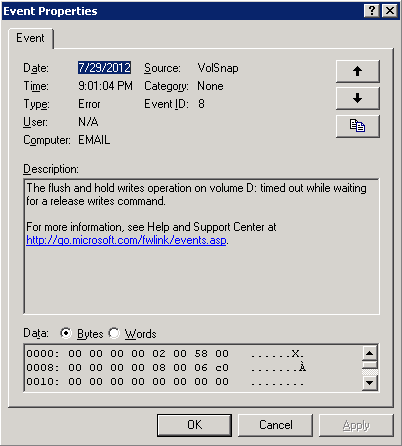 Event Properties
Event
Date: 7/29/2012 Source: VolSnap
Time: 9:01:04 PM Category: None
Type: Error Event ID: 8
User: N/A
Computer: EMAIL
Description:
The flush and hold writes operation on volume D: timed out while waiting
for a release writes command.
For more information, see Help and Support Center at
http://go.microsoft.com/fwlink/events.asp.
Data: Bytes Words
0000: 00 00 00 00 02 00 58 00 ......X.
0008: 00 00 00 00 08 00 06 c0 .......À
0010: 00 00 00 00 00 00 00 00 ........
OK Cancel Apply